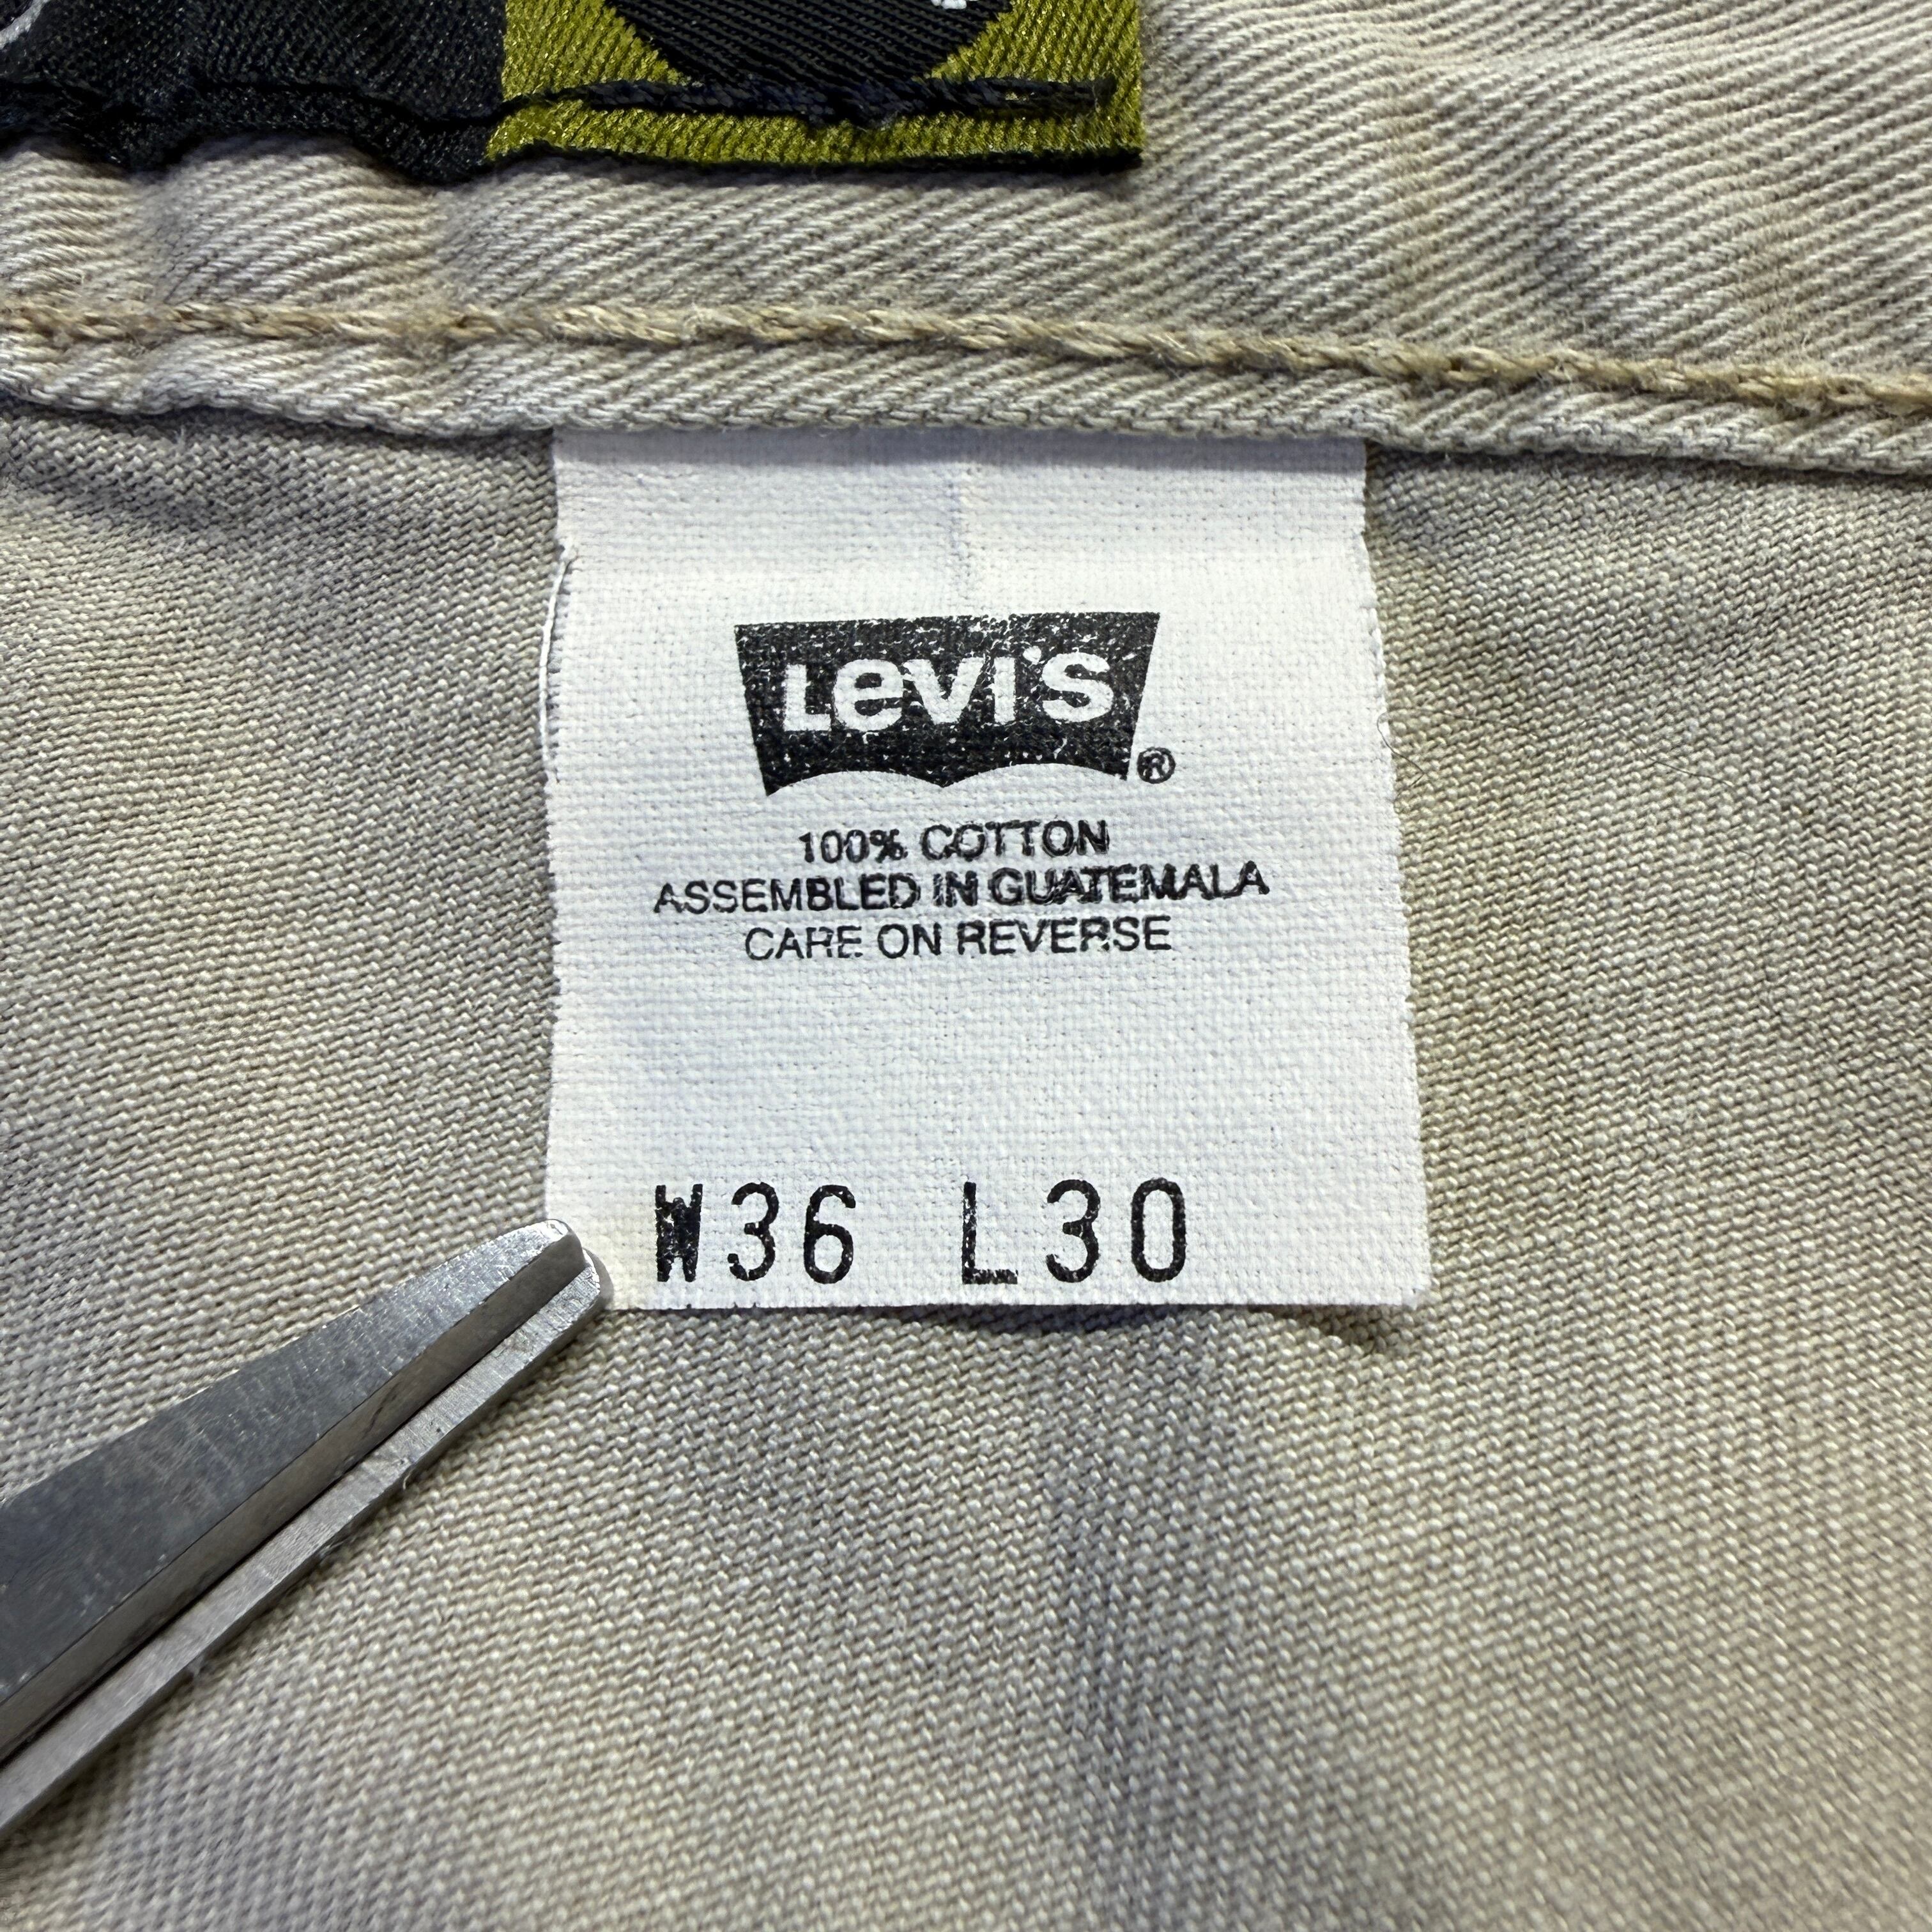 Levi's
®
100% COTTON
ASSEMBLED IN GUATEMALA
CARE ON REVERSE
W36 L30